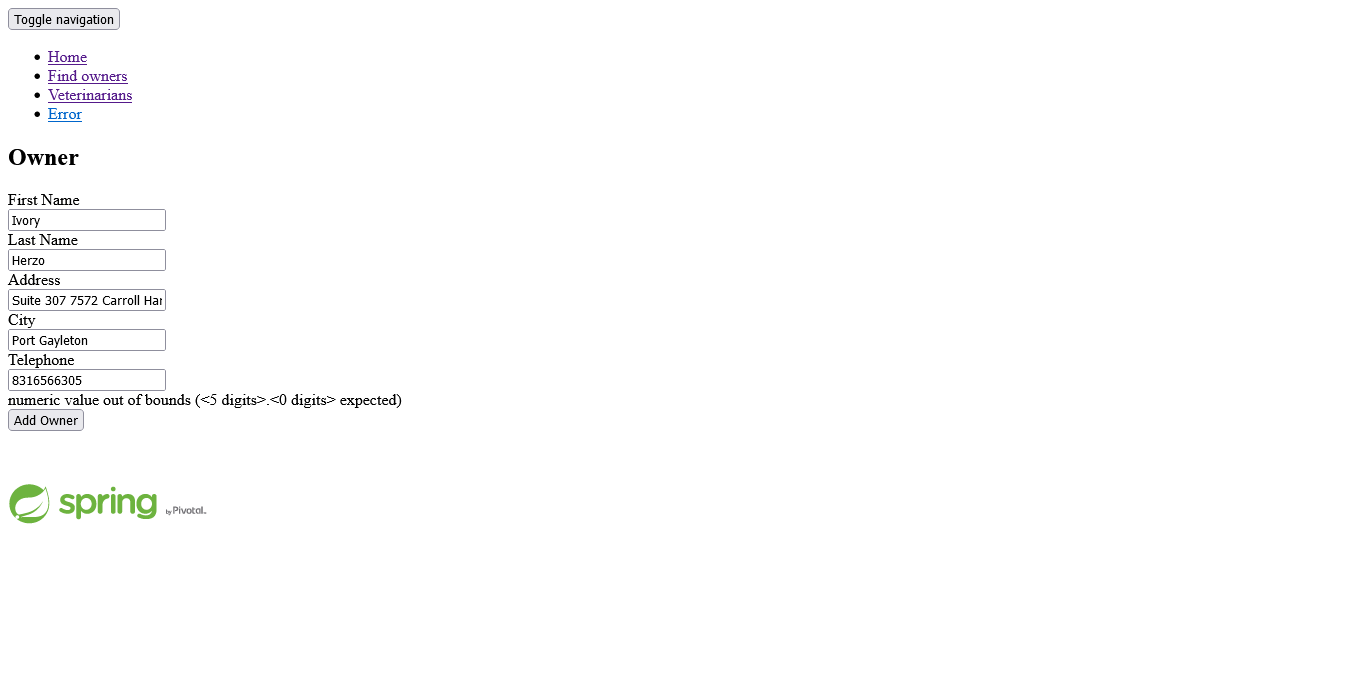 Toggle navigation
Home
Find owners
Veterinarians
Error
Owner
First Name
Ivory
Last Name
Herzo
Address
Suite 307 7572 Carroll Har
City
Port Gayleton
Telephone
8316566305
numeric value out of bounds (<5 digits>.<0 digits> expected)
Add Owner
spring by Pivotal